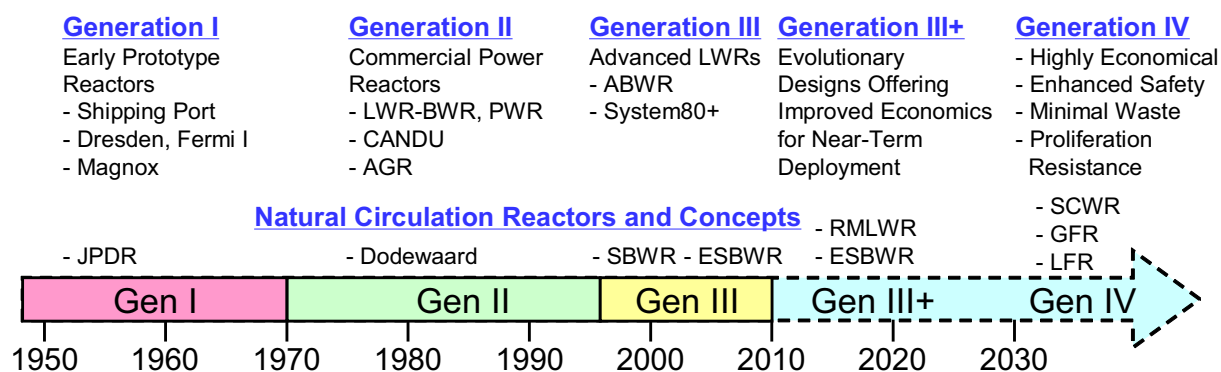 Generation I
Early Prototype
Reactors
- Shipping Port
- Dresden, Fermi I
- Magnox
Generation II
Commercial Power
Reactors
- LWR-BWR, PWR
- CANDU
- AGR
Generation III
Advanced LWRs
- ABWR
- System80+
Generation III+
Evolutionary
Designs Offering
Improved Economics
for Near-Term
Deployment
Generation IV
- Highly Economical
- Enhanced Safety
- Minimal Waste
- Proliferation
Resistance
Natural Circulation Reactors and Concepts
- JPDR
- Dodewaard
- SBWR - ESBWR
- RMLWR
- ESBWR
- SCWR
- GFR
- LFR
Gen I Gen II Gen III Gen III+ Gen IV
1950 1960 1970 1980 1990 2000 2010 2020 2030